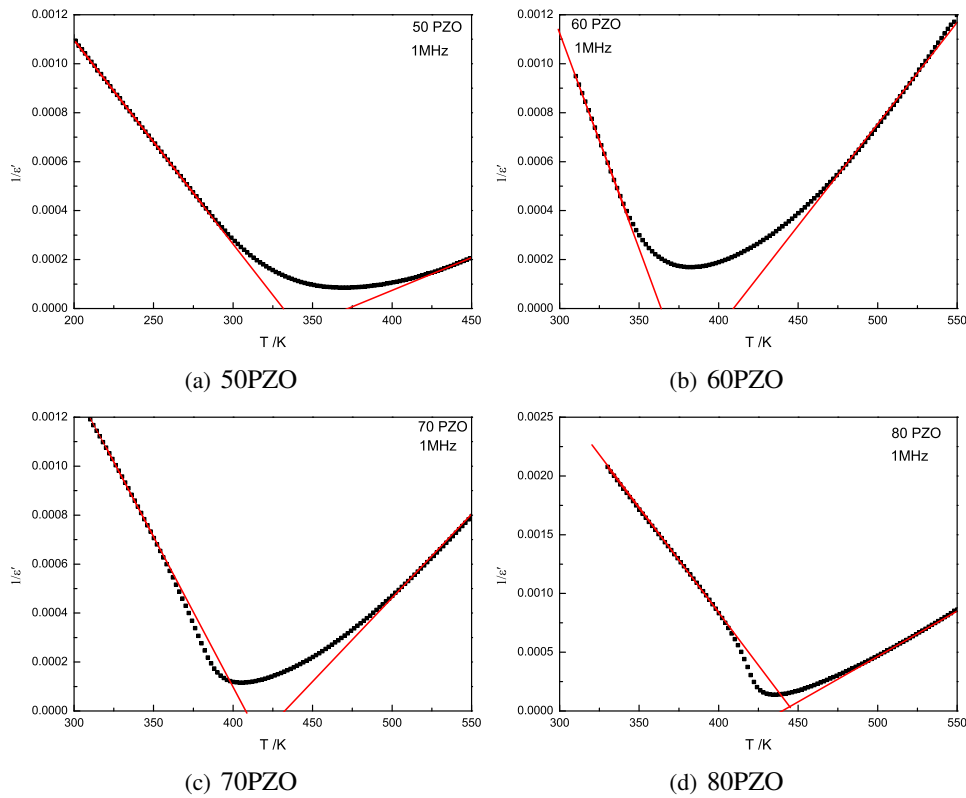 0.0012
0.0010
0.0008
0.0006
0.0004
0.0002
0.0000
1/ε'
50 PZO
1MHz
200 250 300 350 400 450
T /K
(a) 50PZO
0.0012
0.0010
0.0008
0.0006
0.0004
0.0002
0.0000
1/ε'
60 PZO
1MHz
300 350 400 450 500 550
T /K
(b) 60PZO
0.0012
0.0010
0.0008
0.0006
0.0004
0.0002
0.0000
1/ε'
70 PZO
1MHz
300 350 400 450 500 550
T /K
(c) 70PZO
0.0025
0.0020
0.0015
0.0010
0.0005
0.0000
1/ε'
80 PZO
1MHz
300 350 400 450 500 550
T /K
(d) 80PZO